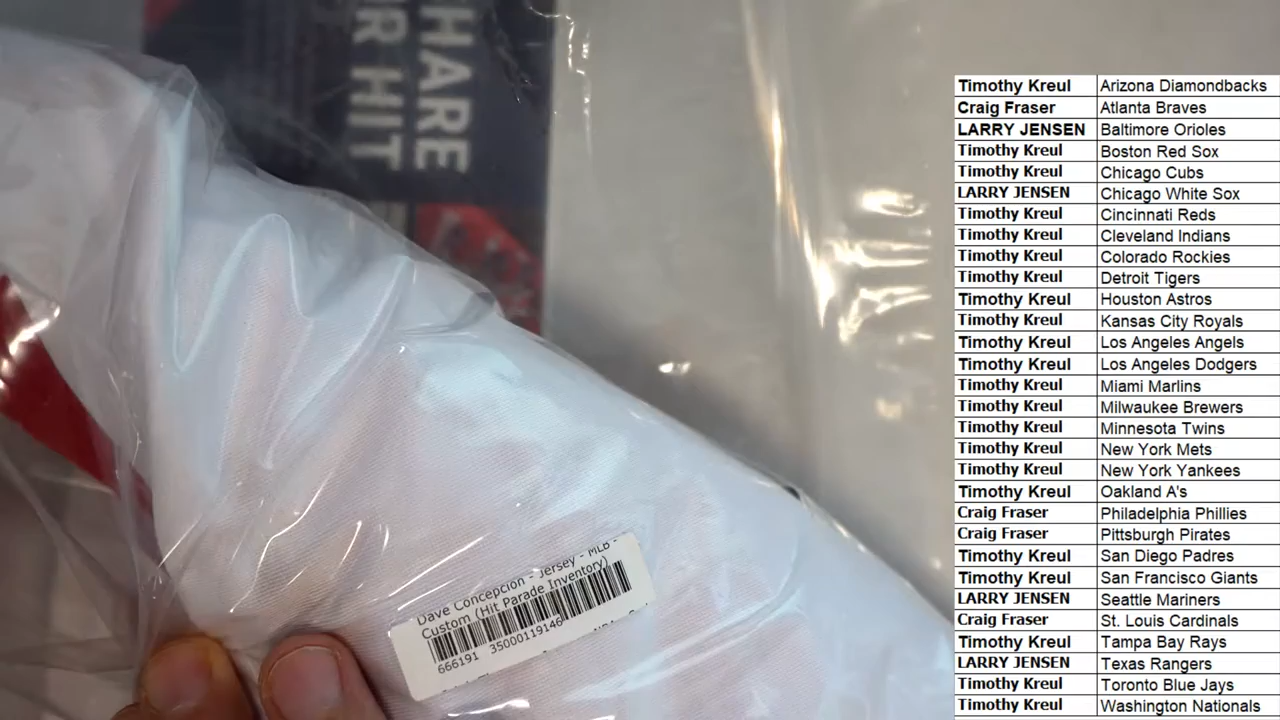 SHARE
R HIT
Dave Concepcion - Jersey - MLB -
Custom (Hit Parade Inventory)
666191 35000119146
Timothy Kreul Arizona Diamondbacks
Craig Fraser Atlanta Braves
LARRY JENSEN Baltimore Orioles
Timothy Kreul Boston Red Sox
Timothy Kreul Chicago Cubs
LARRY JENSEN Chicago White Sox
Timothy Kreul Cincinnati Reds
Timothy Kreul Cleveland Indians
Timothy Kreul Colorado Rockies
Timothy Kreul Detroit Tigers
Timothy Kreul Houston Astros
Timothy Kreul Kansas City Royals
Timothy Kreul Los Angeles Angels
Timothy Kreul Los Angeles Dodgers
Timothy Kreul Miami Marlins
Timothy Kreul Milwaukee Brewers
Timothy Kreul Minnesota Twins
Timothy Kreul New York Mets
Timothy Kreul New York Yankees
Timothy Kreul Oakland A's
Craig Fraser Philadelphia Phillies
Craig Fraser Pittsburgh Pirates
Timothy Kreul San Diego Padres
Timothy Kreul San Francisco Giants
LARRY JENSEN Seattle Mariners
Craig Fraser St. Louis Cardinals
Timothy Kreul Tampa Bay Rays
LARRY JENSEN Texas Rangers
Timothy Kreul Toronto Blue Jays
Timothy Kreul Washington Nationals